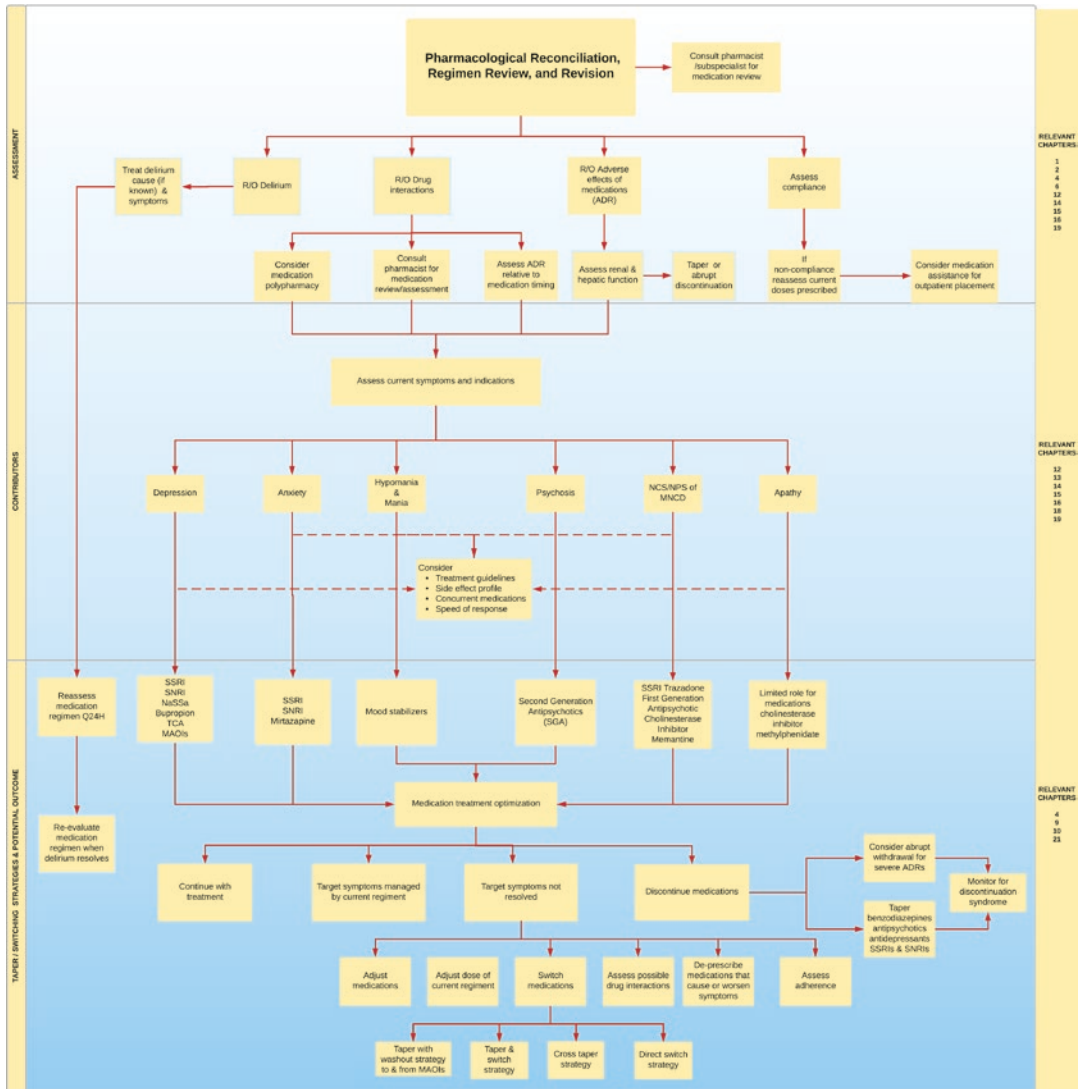 Pharmacological Reconciliation,
Regimen Review, and Revision
Consult pharmacist
/subspecialist for
medication review
ASSESSMENT
Treat delirium
cause (if
known) &
symptoms
R/O Delirium
R/O Drug
interactions
R/O Adverse
effects of
medications
(ADR)
Assess
compliance
RELEVANT
CHAPTERS
1
2
4
6
12
14
15
16
19
Consider
medication
polypharmacy
Consult
pharmacist for
medication
review/assessment
Assess ADR
relative to
medication timing
Assess renal &
hepatic function
Taper or
abrupt
discontinuation
If
non-compliance
reassess current
doses prescribed
Consider medication
assistance for
outpatient placement
CONTRIBUTORS
Assess current symptoms and indications
Depression
Anxiety
Hypomania
&
Mania
Psychosis
NCS/NPS of
MNCD
Apathy
RELEVANT
CHAPTERS
12
13
14
15
16
18
19
Consider
• Treatment guidelines
• Side effect profile
• Concurrent medications
• Speed of response
TAPER / SWITCHING STRATEGIES & POTENTIAL OUTCOME
Reassess
medication
regimen Q24H
SSRI
SNRI
NaSSa
Bupropion
TCA
MAOIs
SSRI
SNRI
Mirtazapine
Mood stabilizers
Second Generation
Antipsychotics
(SGA)
SSRI Trazadone
First Generation
Antipsychotic
Cholinesterase
Inhibitor
Memantine
Limited role for
medications
cholinesterase
inhibitor
methylphenidate
Medication treatment optimization
RELEVANT
CHAPTERS
4
9
10
21
Re-evaluate
medication
regimen when
delirium resolves
Continue with
treatment
Target symptoms managed
by current regiment
Target symptoms not
resolved
Discontinue medications
Consider abrupt
withdrawal for
severe ADRs
Monitor for
discontinuation
syndrome
Taper
benzodiazepines
antipsychotics
antidepressants
SSRIs & SNRIs
Adjust
medications
Adjust dose of
current regiment
Switch
medications
Assess possible
drug interactions
De-prescribe
medications that
cause or worsen
symptoms
Assess
adherence
Taper with
washout strategy
to & from MAOIs
Taper &
switch
strategy
Cross taper
strategy
Direct switch
strategy